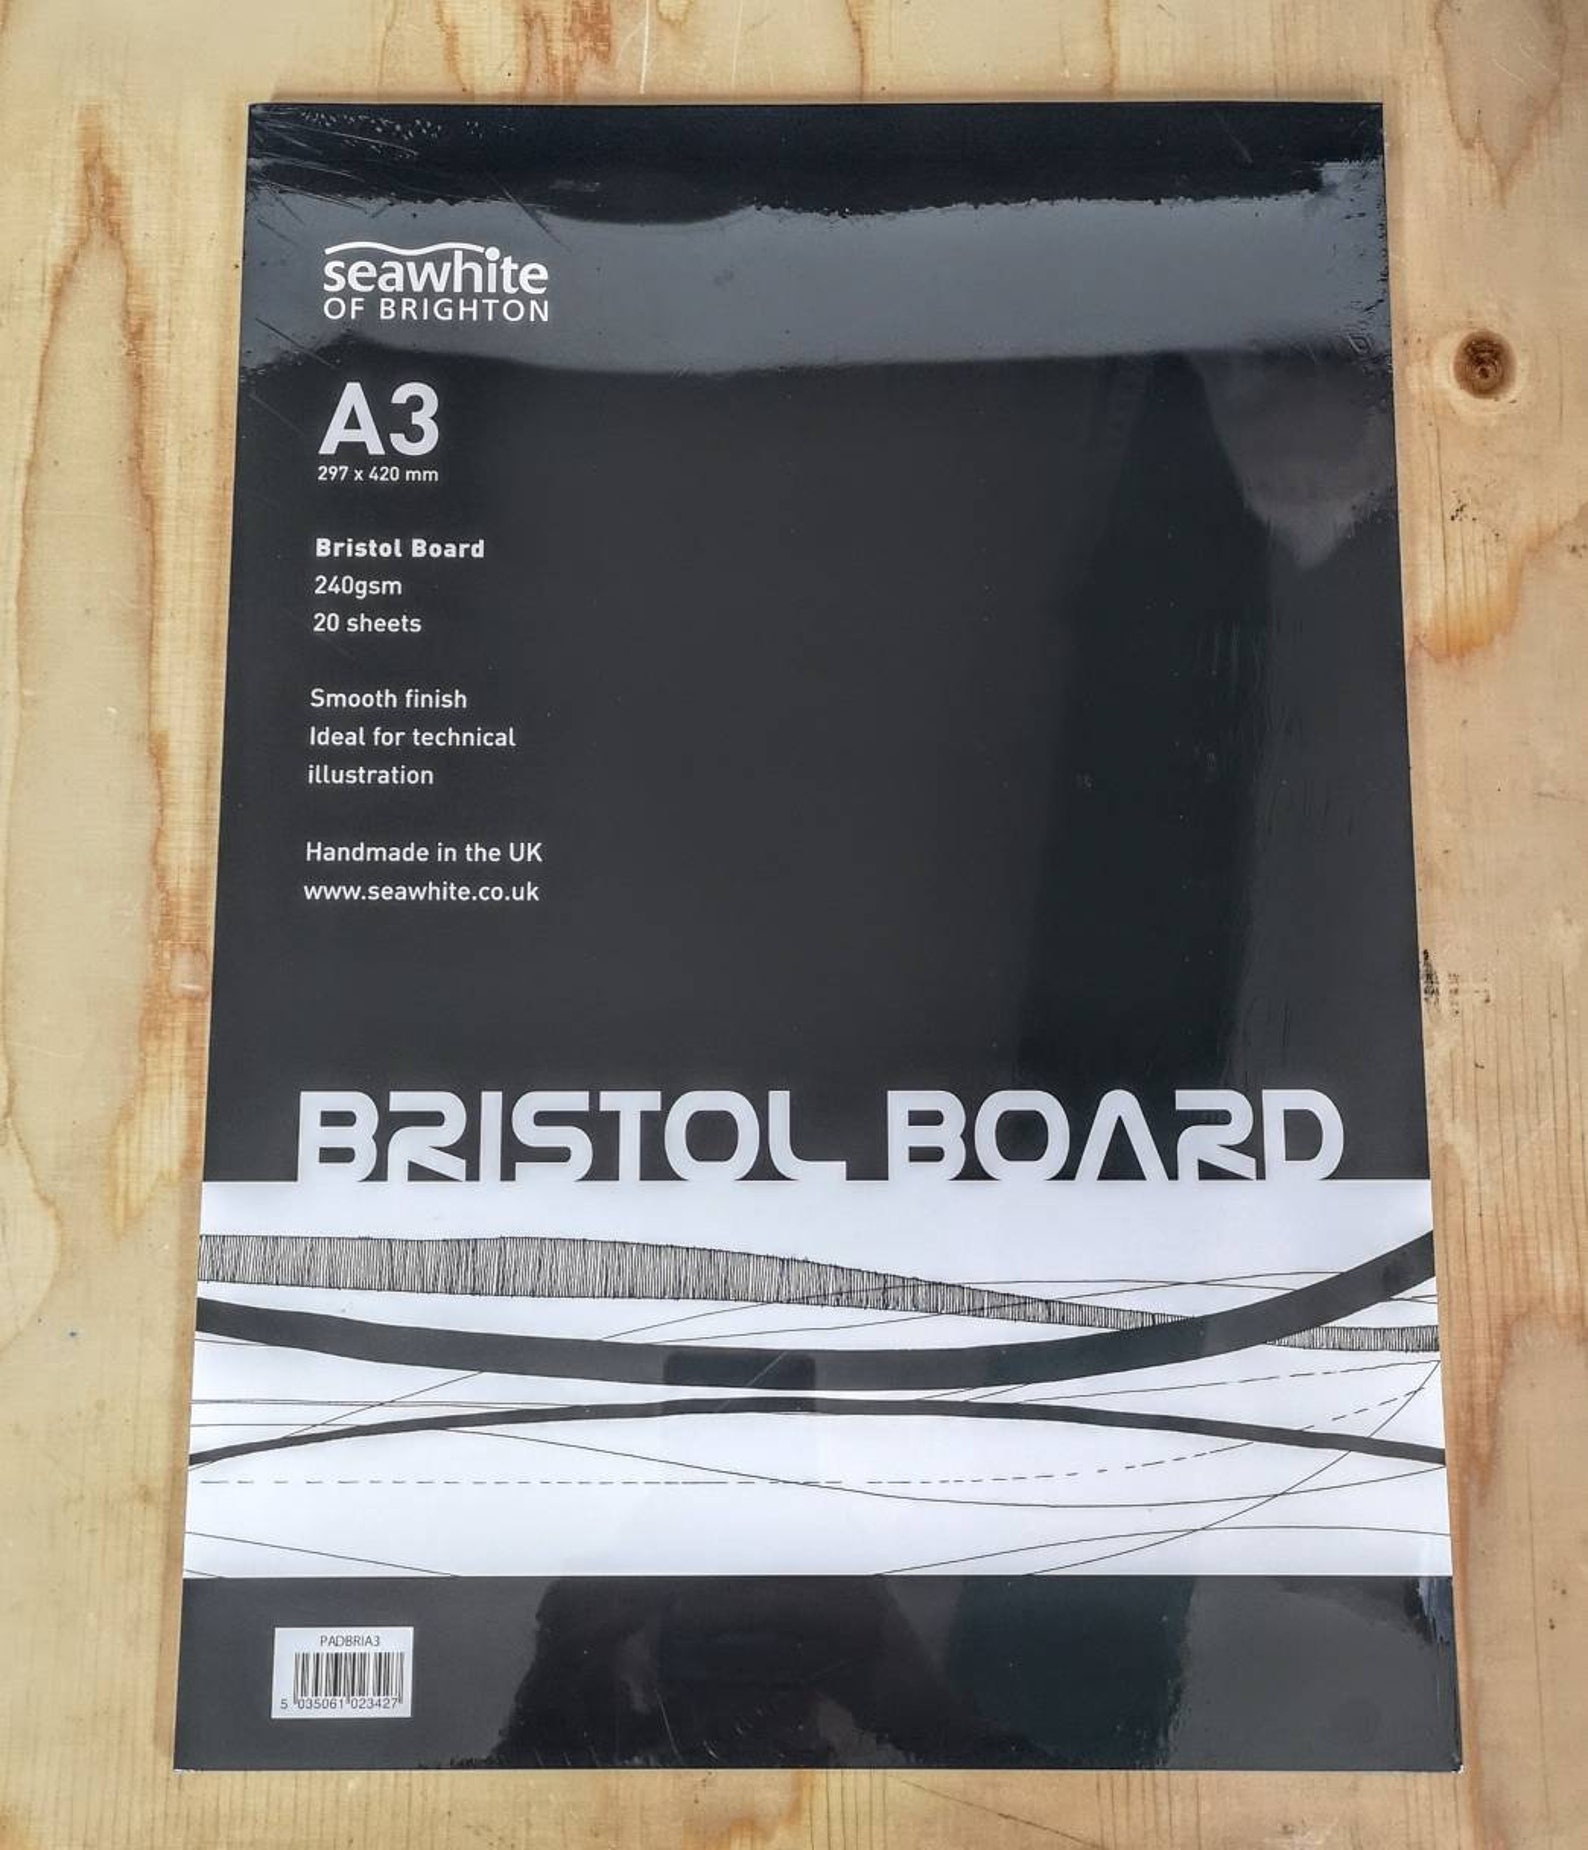 seawhite
OF BRIGHTON
A3
297 x 420 mm
Bristol Board
240gsm
20 sheets
Smooth finish
Ideal for technical
illustration
Handmade in the UK
www.seawhite.co.uk
BRISTOL BOARD
PADBRIA3
5 035061 023427